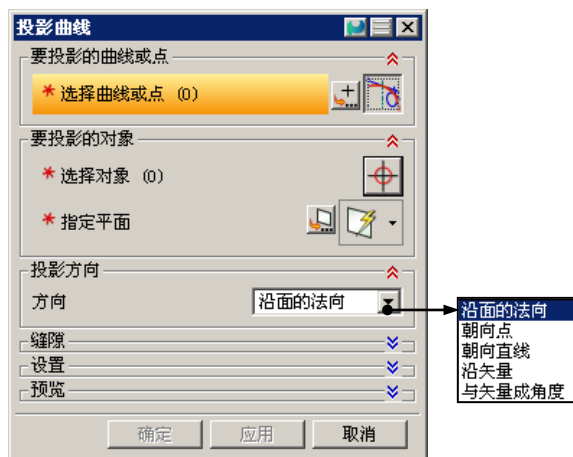 投影曲线
要投影的曲线或点
* 选择曲线或点 (0)
要投影的对象
* 选择对象 (0)
* 指定平面
投影方向
方向 沿面的法向
缝隙
设置
预览
确定 应用 取消
沿面的法向
朝向点
朝向直线
沿矢量
与矢量成角度